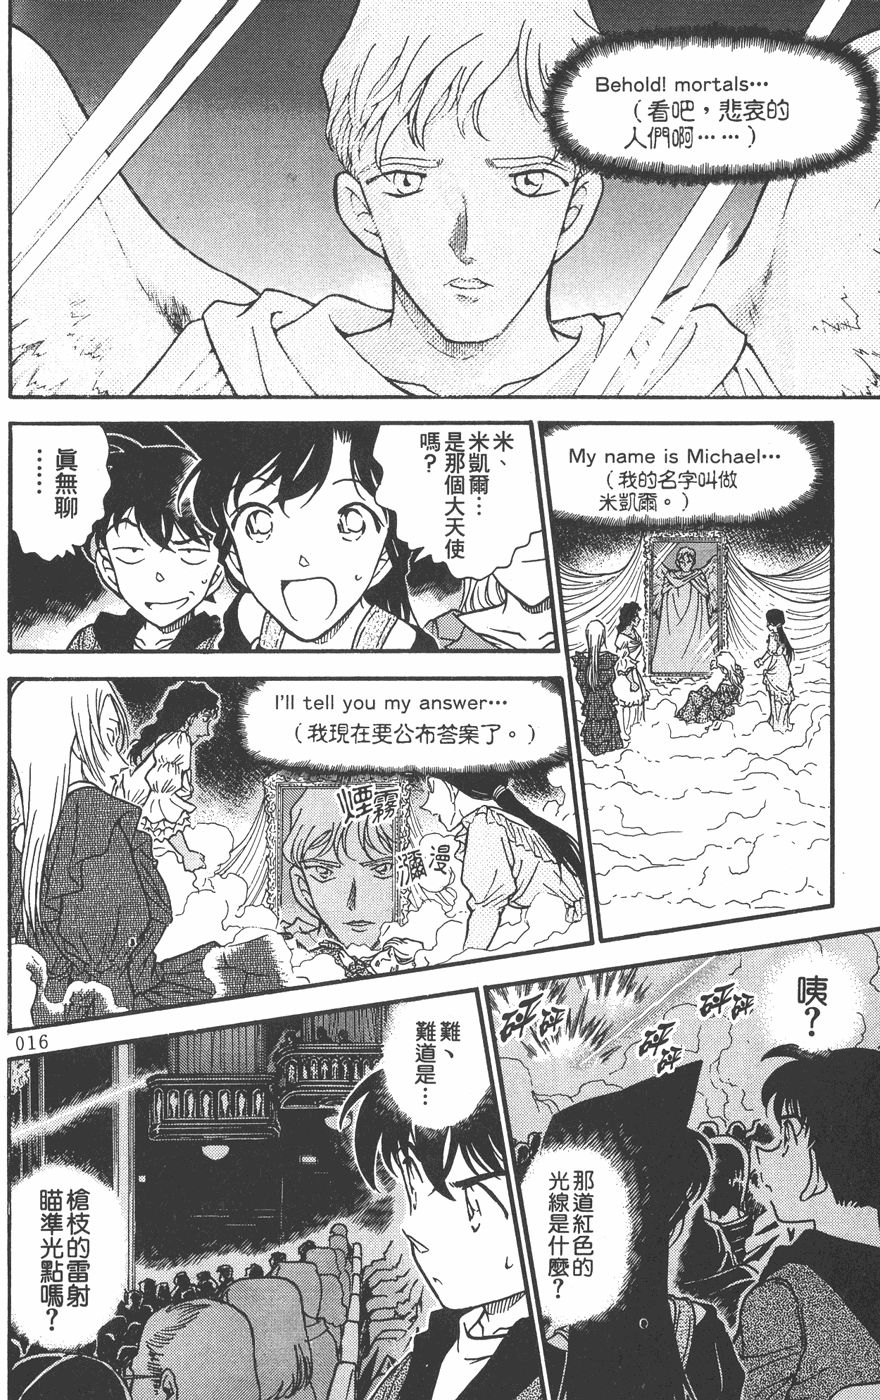 Behold! mortals…
（看吧，悲哀的
人們啊……）
My name is Michael…
（我的名字叫做
米凱爾。）
米、
米凱爾…
是那個大天使
嗎？
眞無聊
……
I'll tell you my answer…
（我現在要公布答案了。）
煙霧
瀰漫
咦？
砰砰
砰砰
砰砰
那道紅色的
光線是什麼？
難、
難道是…
槍枝的雷射
瞄準光點嗎？
016